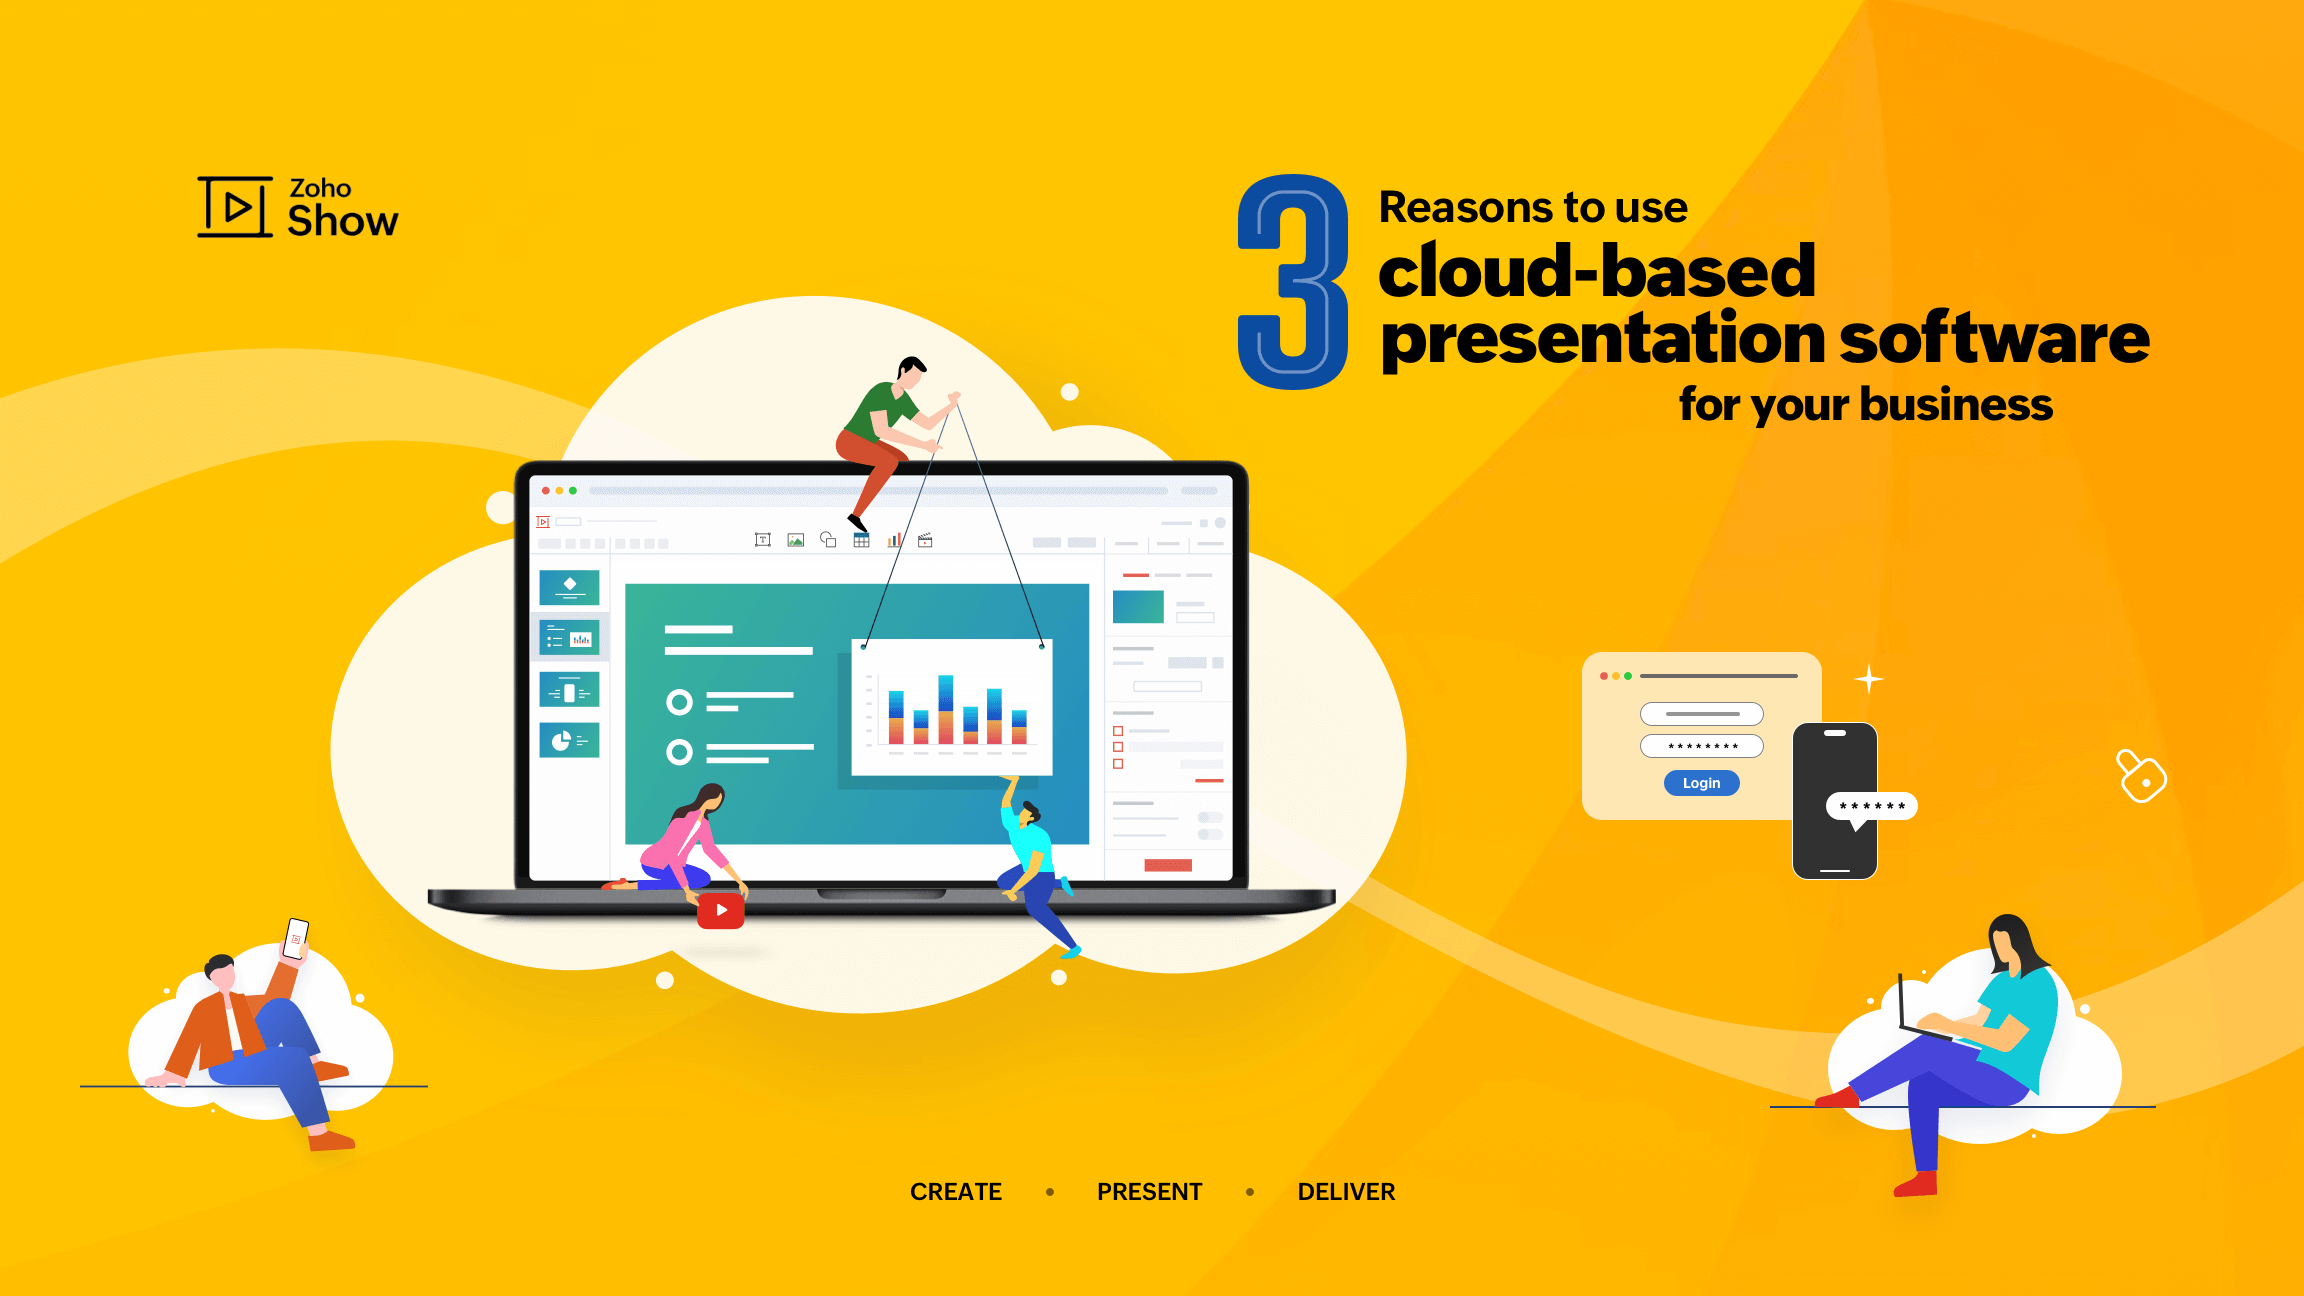 Zoho
Show
3
Reasons to use
cloud-based
presentation software
for your business
********
Login
******
CREATE • PRESENT • DELIVER